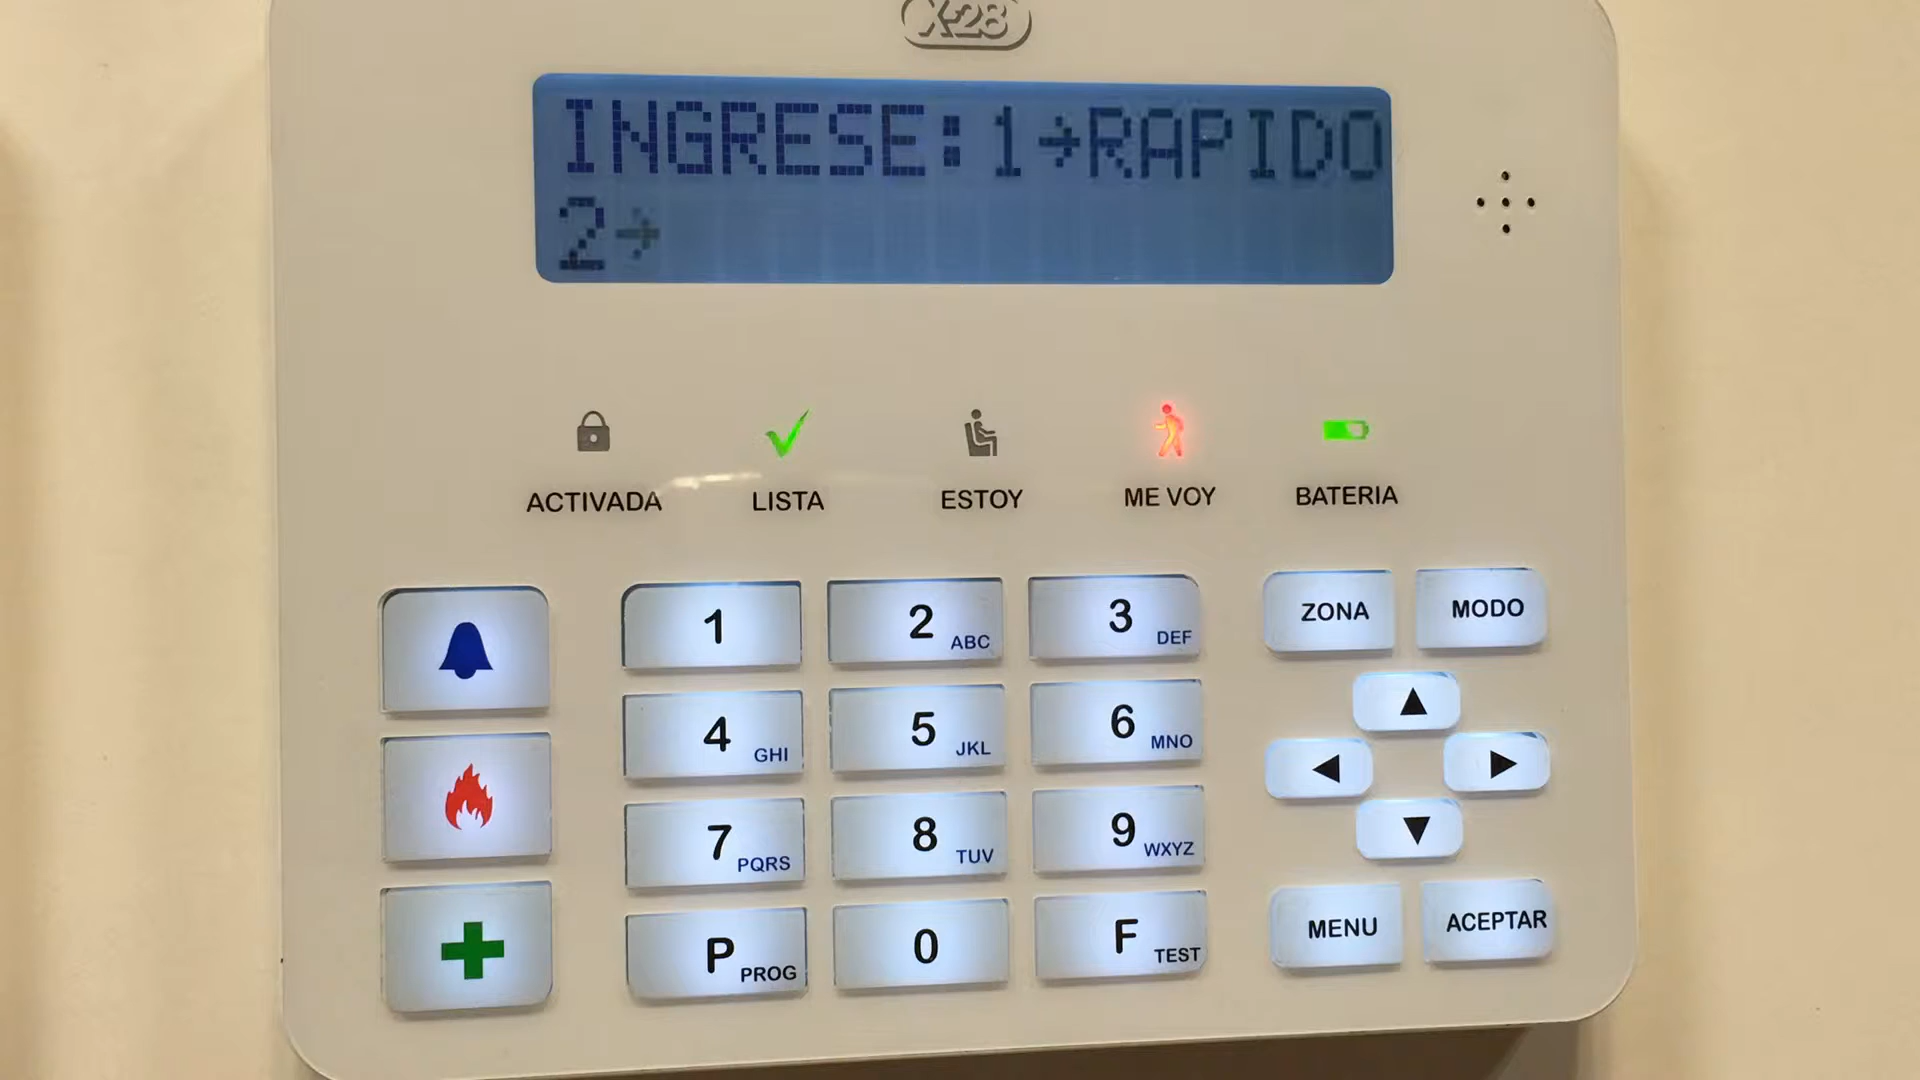 X-28
INGRESE:1→RAPIDO
2→
ACTIVADA
LISTA
ESTOY
ME VOY
BATERIA
1
2 ABC
3 DEF
ZONA
MODO
4 GHI
5 JKL
6 MNO
7 PQRS
8 TUV
9 WXYZ
P PROG
0
F TEST
MENU
ACEPTAR